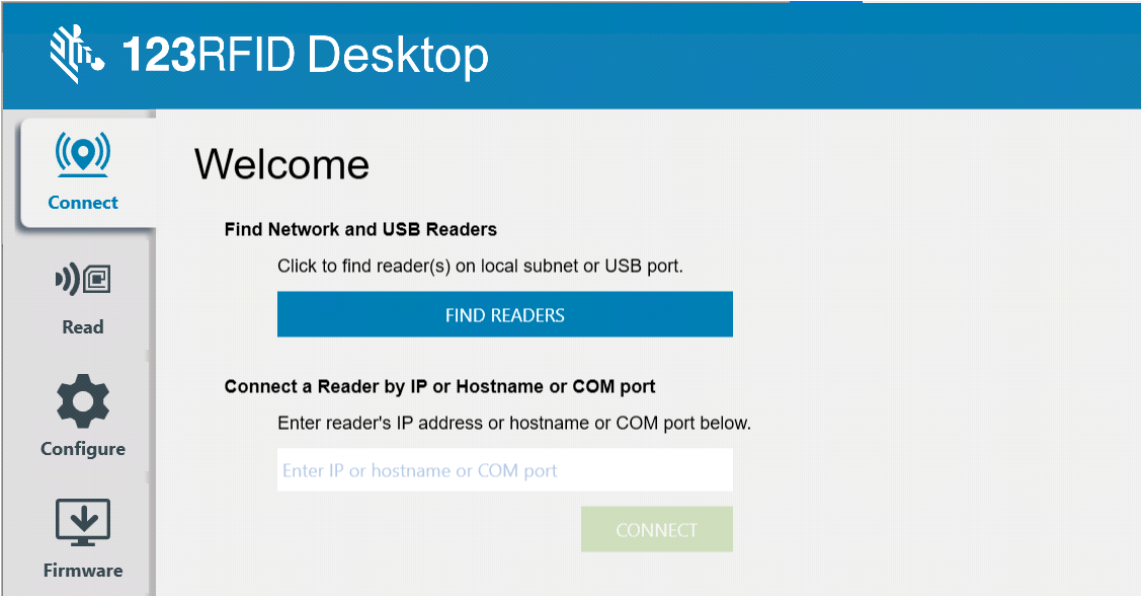 123RFID Desktop
Connect
Read
Configure
Firmware
Welcome
Find Network and USB Readers
Click to find reader(s) on local subnet or USB port.
FIND READERS
Connect a Reader by IP or Hostname or COM port
Enter reader's IP address or hostname or COM port below.
Enter IP or hostname or COM port
CONNECT